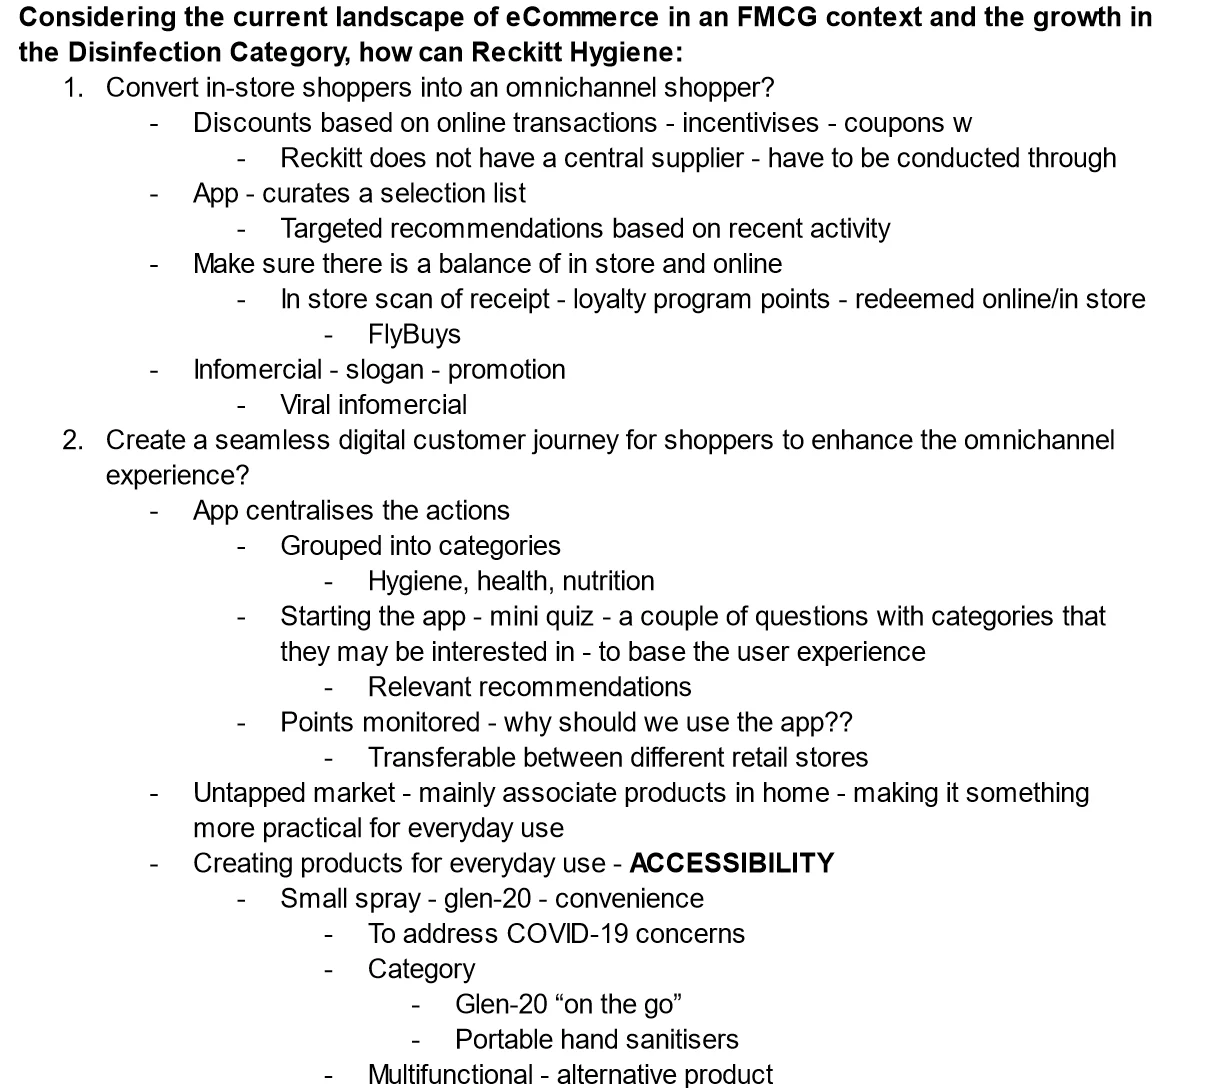 Considering the current landscape of eCommerce in an FMCG context and the growth in
the Disinfection Category, how can Reckitt Hygiene:
1. Convert in-store shoppers into an omnichannel shopper?
- Discounts based on online transactions - incentivises - coupons w
- Reckitt does not have a central supplier - have to be conducted through
- App - curates a selection list
- Targeted recommendations based on recent activity
- Make sure there is a balance of in store and online
- In store scan of receipt - loyalty program points - redeemed online/in store
- FlyBuys
- Infomercial - slogan - promotion
- Viral infomercial
2. Create a seamless digital customer journey for shoppers to enhance the omnichannel
experience?
- App centralises the actions
- Grouped into categories
- Hygiene, health, nutrition
- Starting the app - mini quiz - a couple of questions with categories that
they may be interested in - to base the user experience
- Relevant recommendations
- Points monitored - why should we use the app??
- Transferable between different retail stores
- Untapped market - mainly associate products in home - making it something
more practical for everyday use
- Creating products for everyday use - ACCESSIBILITY
- Small spray - glen-20 - convenience
- To address COVID-19 concerns
- Category
- Glen-20 “on the go”
- Portable hand sanitisers
- Multifunctional - alternative product